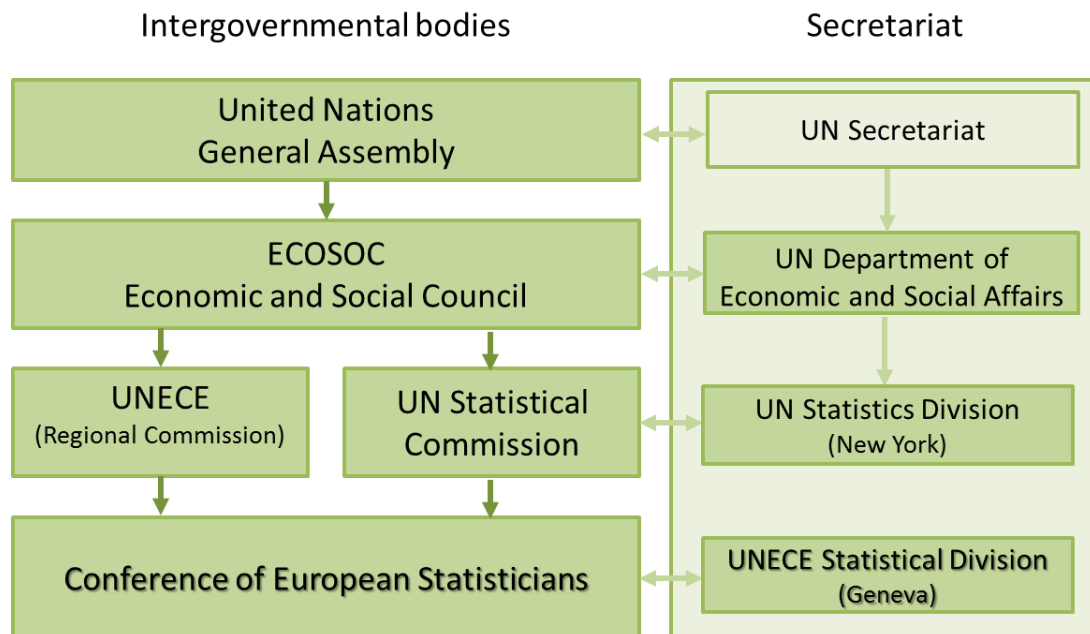 Intergovernmental bodies
Secretariat
United Nations
General Assembly
UN Secretariat
ECOSOC
Economic and Social Council
UN Department of
Economic and Social Affairs
UNECE
(Regional Commission)
UN Statistical
Commission
UN Statistics Division
(New York)
Conference of European Statisticians
UNECE Statistical Division
(Geneva)